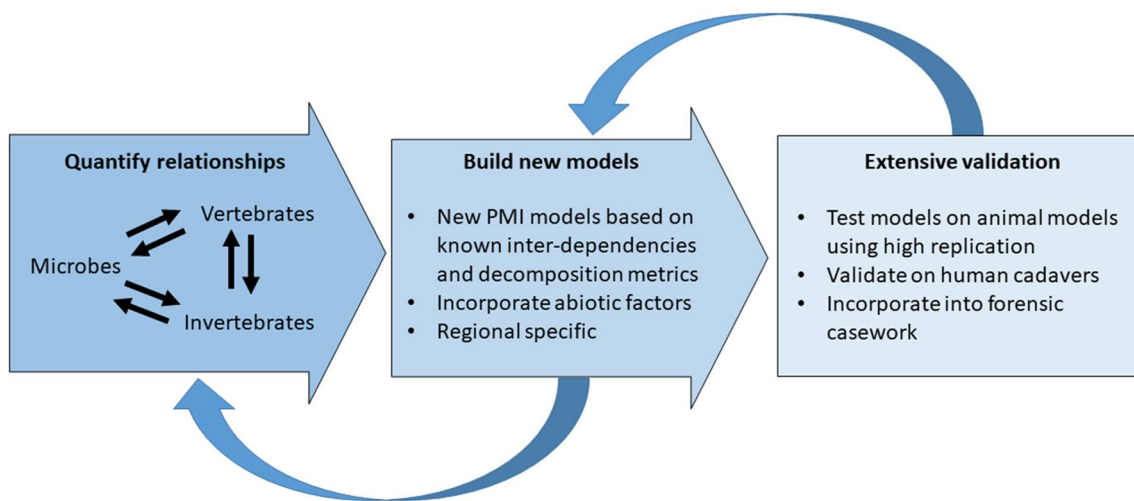 Quantify relationships
Vertebrates
Microbes
Invertebrates
Build new models
• New PMI models based on
known inter-dependencies
and decomposition metrics
• Incorporate abiotic factors
• Regional specific
Extensive validation
• Test models on animal models
using high replication
• Validate on human cadavers
• Incorporate into forensic
casework